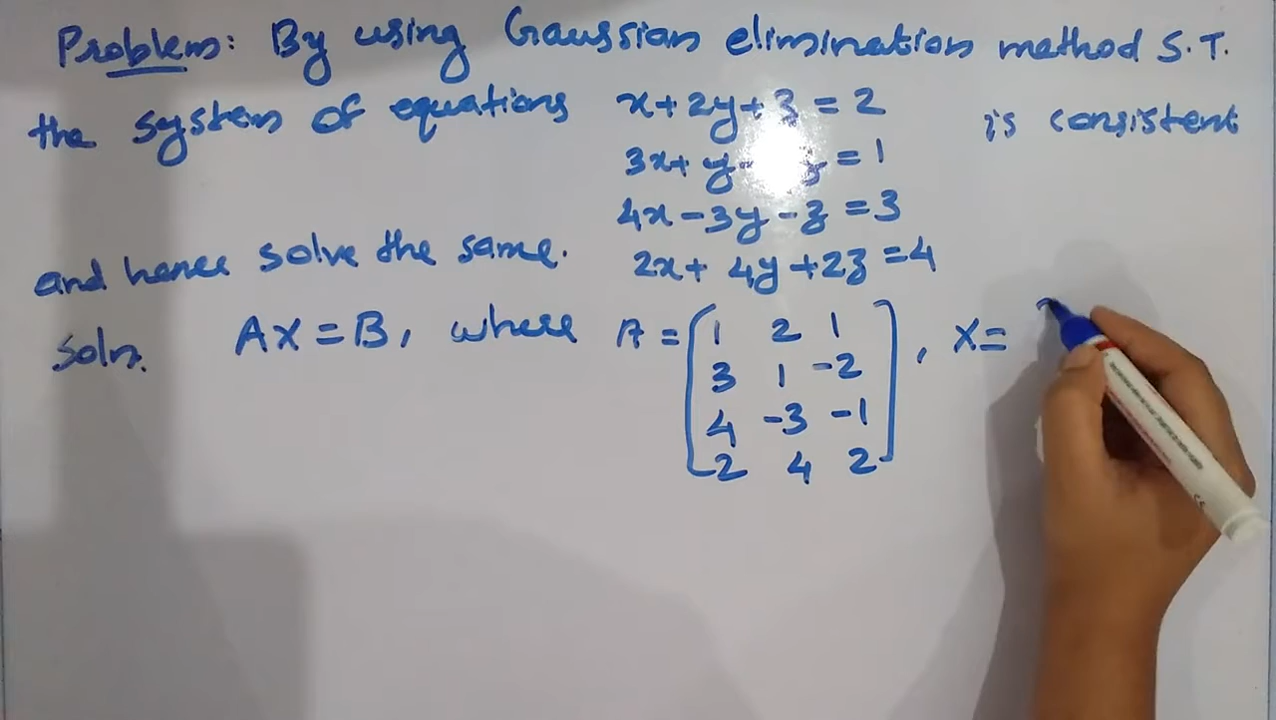 Problem: By using Gaussian elimination method S.T.
the system of equations x+2y+z = 2 is consistent
3x+ y- z = 1
4x-3y-z = 3
and hence solve the same. 2x+ 4y+2z = 4
Soln. AX = B, where A = [1 2 1
3 1 -2
4 -3 -1
2 4 2], X =